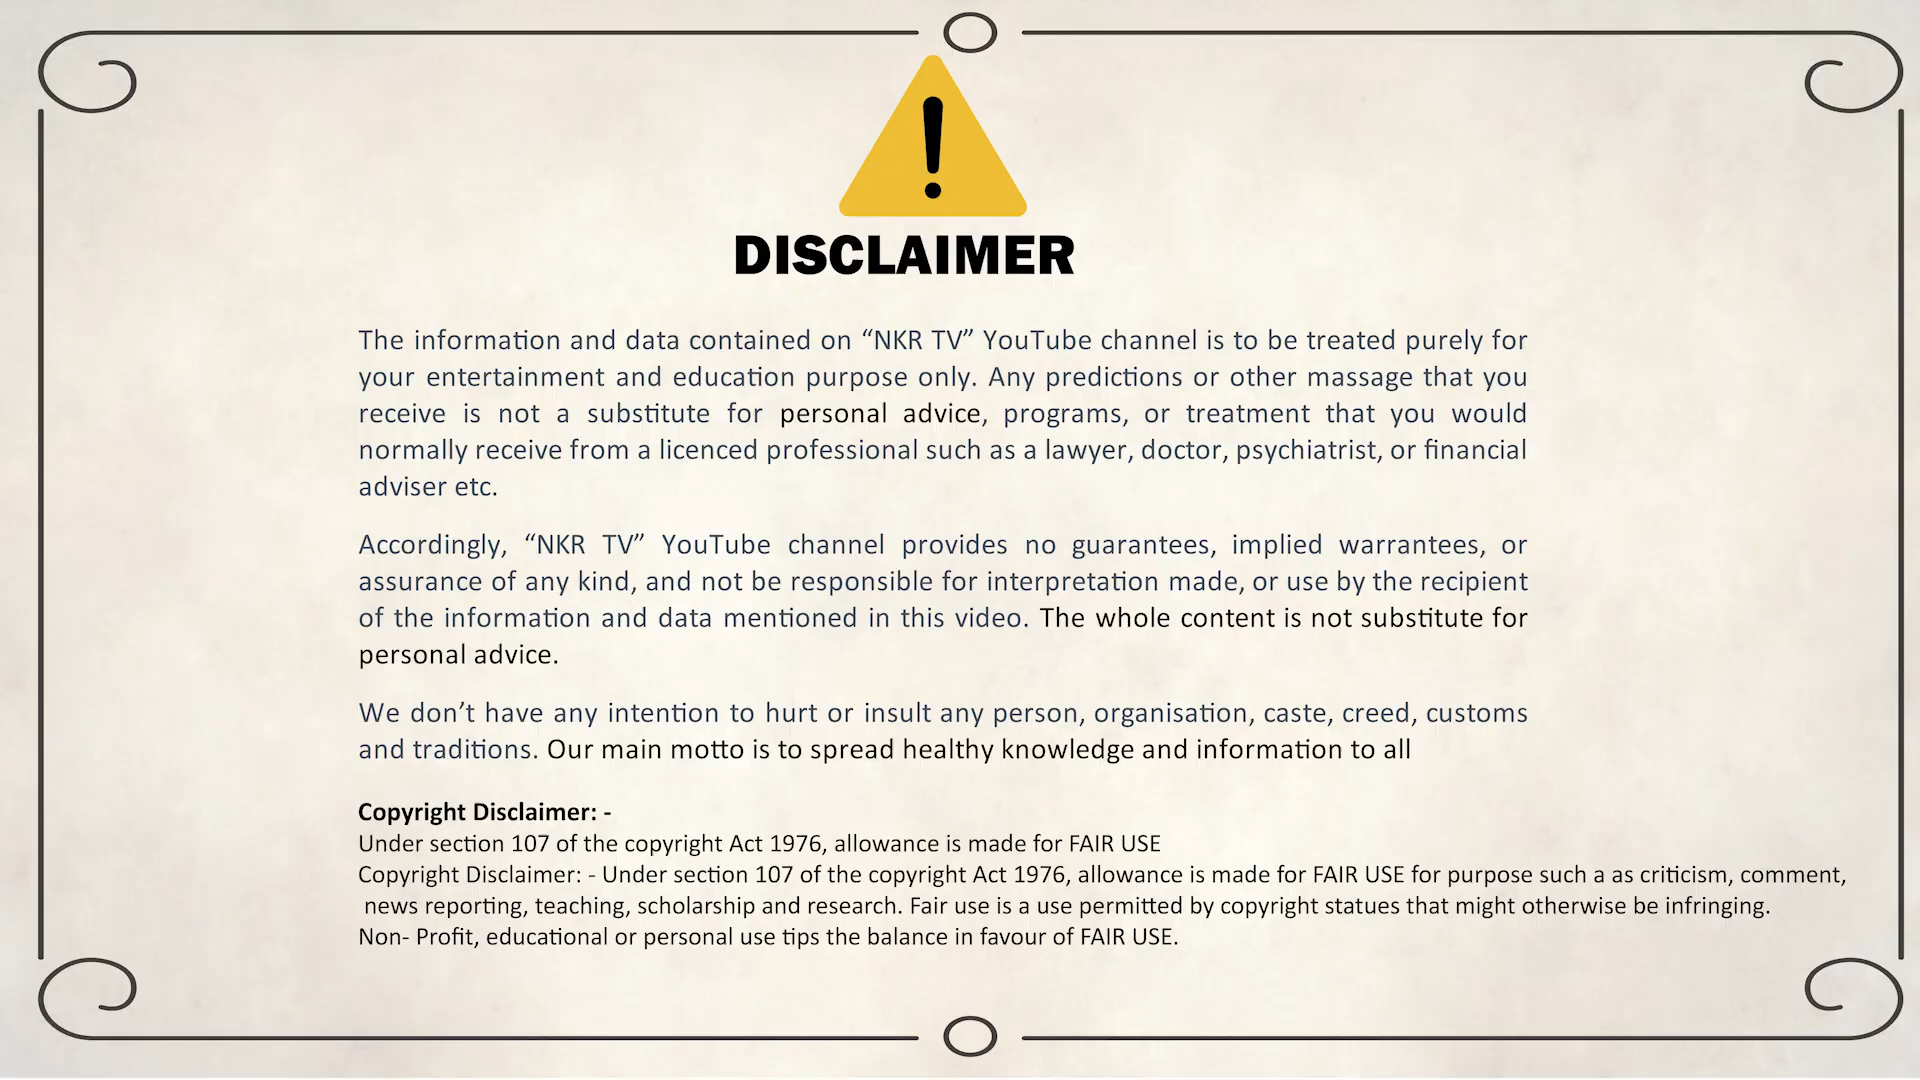 DISCLAIMER
The information and data contained on “NKR TV” YouTube channel is to be treated purely for
your entertainment and education purpose only. Any predictions or other massage that you
receive is not a substitute for personal advice, programs, or treatment that you would
normally receive from a licenced professional such as a lawyer, doctor, psychiatrist, or financial
adviser etc.
Accordingly, “NKR TV” YouTube channel provides no guarantees, implied warrantees, or
assurance of any kind, and not be responsible for interpretation made, or use by the recipient
of the information and data mentioned in this video. The whole content is not substitute for
personal advice.
We don’t have any intention to hurt or insult any person, organisation, caste, creed, customs
and traditions. Our main motto is to spread healthy knowledge and information to all
Copyright Disclaimer: -
Under section 107 of the copyright Act 1976, allowance is made for FAIR USE
Copyright Disclaimer: - Under section 107 of the copyright Act 1976, allowance is made for FAIR USE for purpose such a as criticism, comment,
news reporting, teaching, scholarship and research. Fair use is a use permitted by copyright statues that might otherwise be infringing.
Non- Profit, educational or personal use tips the balance in favour of FAIR USE.